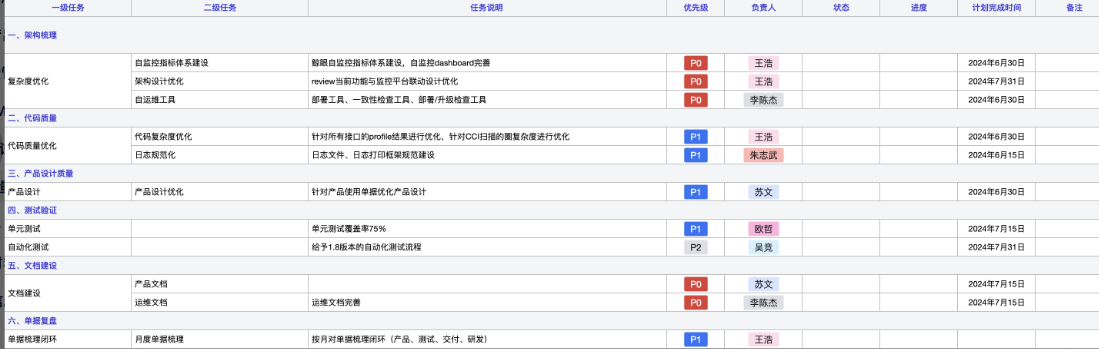 一级任务 二级任务 任务说明 优先级 负责人 状态 进度 计划完成时间 备注
一、架构梳理
复杂度优化
自监控指标体系建设 鲸眼自监控指标体系建设，自监控dashboard完善 P0 王浩 2024年6月30日
架构设计优化 review当前功能与监控平台联动设计优化 P0 王浩 2024年7月31日
自运维工具 部署工具、一致性检查工具、部署/升级检查工具 P0 李陈杰 2024年6月30日
二、代码质量
代码质量优化
代码复杂度优化 针对所有接口的profile结果进行优化，针对CCI扫描的圈复杂度进行优化 P1 王浩 2024年6月30日
日志规范化 日志文件、日志打印框架规范建设 P1 朱志武 2024年6月15日
三、产品设计质量
产品设计 产品设计优化 针对产品使用单据优化产品设计 P1 苏文 2024年6月30日
四、测试验证
单元测试 单元测试覆盖率75% P1 欧哲 2024年7月15日
自动化测试 给予1.8版本的自动化测试流程 P2 吴竞 2024年7月31日
五、文档建设
文档建设
产品文档 P0 苏文 2024年7月15日
运维文档 运维文档完善 P0 李陈杰 2024年7月15日
六、单据复盘
单据梳理闭环 月度单据梳理 按月对单据梳理闭环（产品、测试、交付、研发） P1 王浩